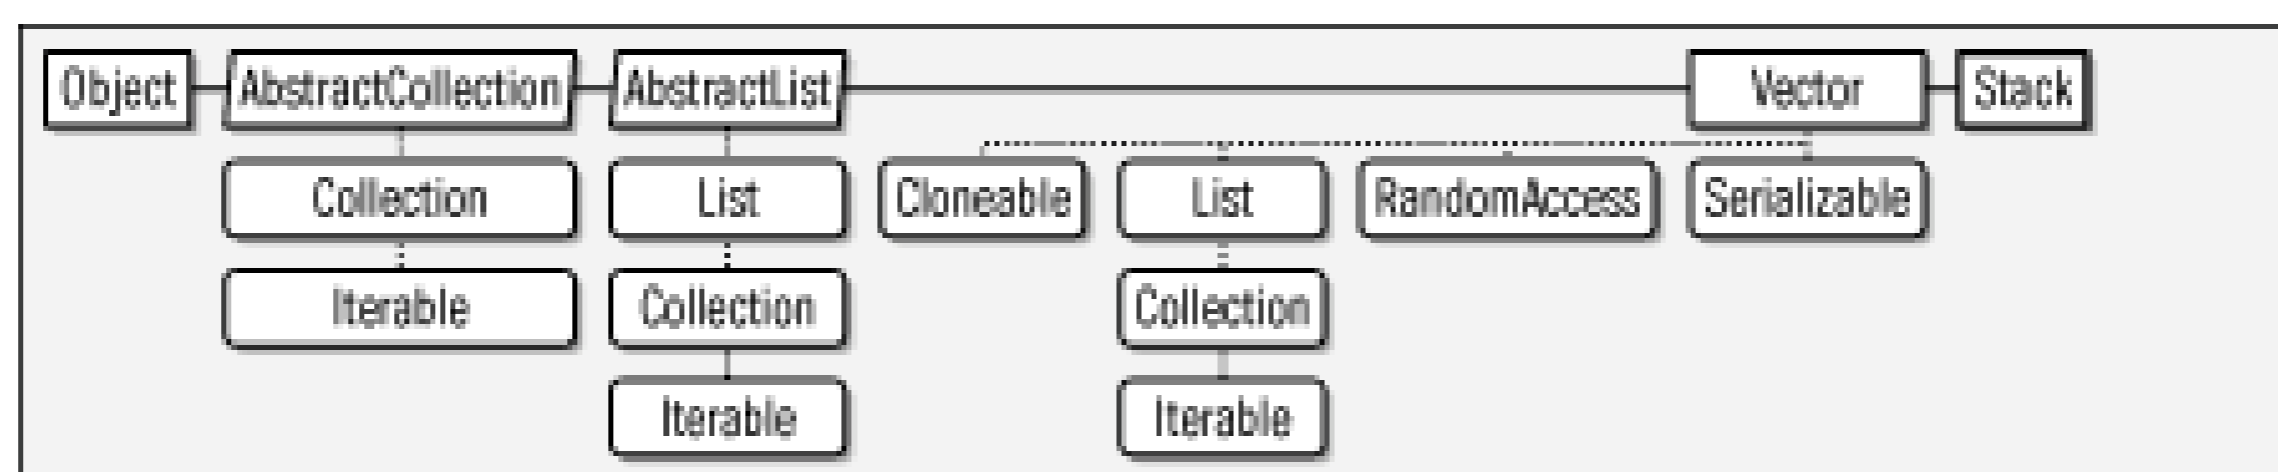 Object AbstractCollection AbstractList Vector Stack
Collection List Cloneable List RandomAccess Serializable
Iterable Collection Collection
Iterable Iterable